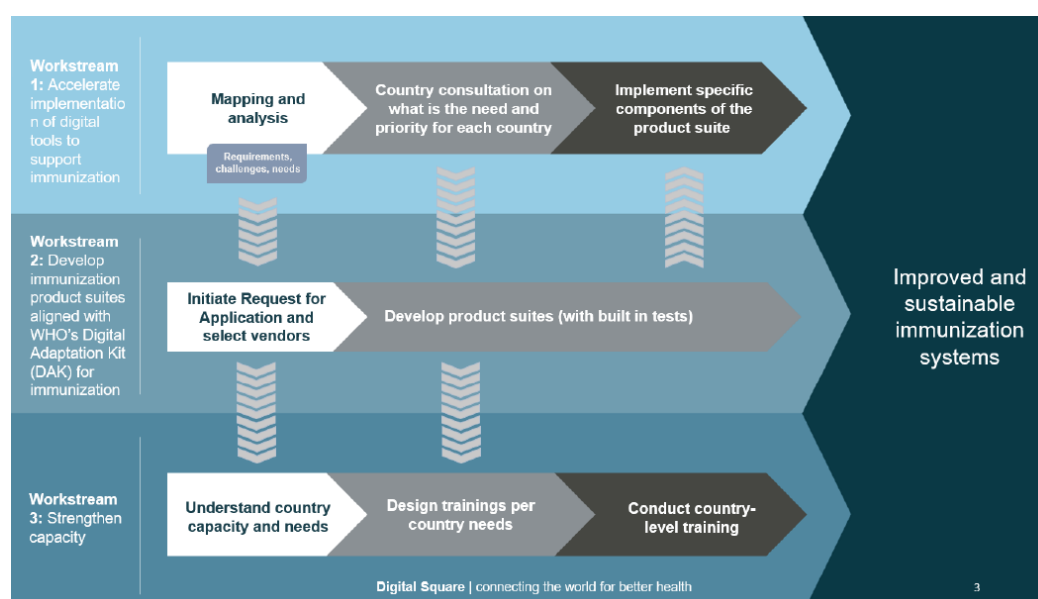 Workstream
1: Accelerate
implementatio
n of digital
tools to
support
immunization
Mapping and
analysis
Requirements,
challenges, needs
Country consultation on
what is the need and
priority for each country
Implement specific
components of the
product suite
Workstream
2: Develop
immunization
product suites
aligned with
WHO's Digital
Adaptation Kit
(DAK) for
immunization
Initiate Request for
Application and
select vendors
Develop product suites (with built in tests)
Workstream
3: Strengthen
capacity
Understand country
capacity and needs
Design trainings per
country needs
Conduct country-
level training
Improved and
sustainable
immunization
systems
Digital Square | connecting the world for better health
3